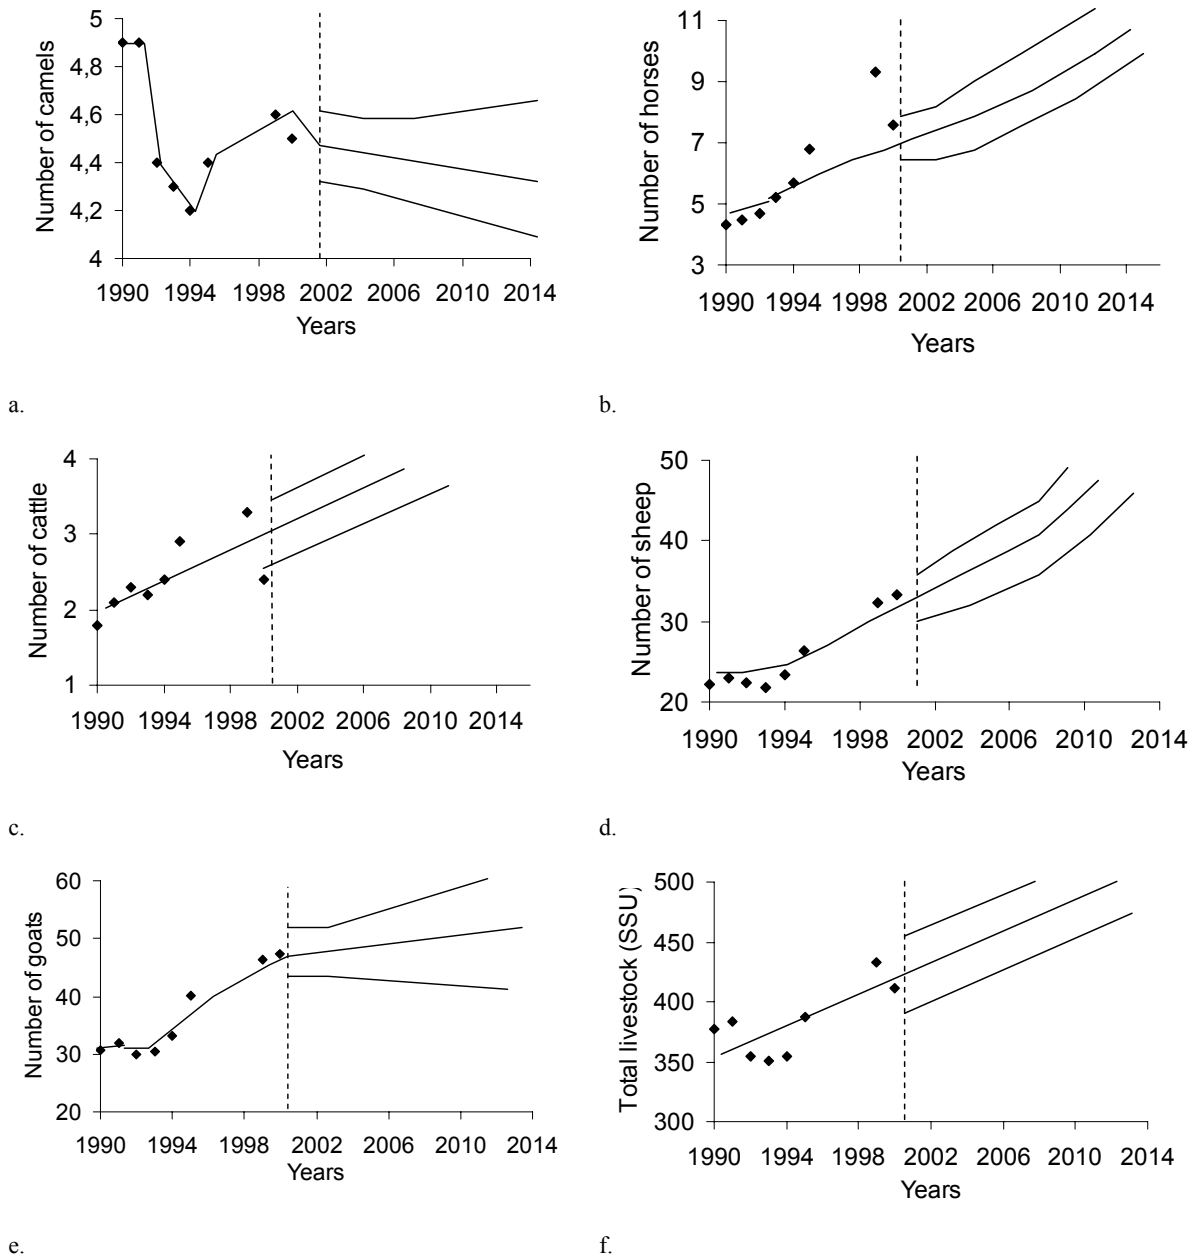 5
4,8
4,6
4,4
4,2
4
Number of camels
1990 1994 1998 2002 2006 2010 2014
Years
a.
11
9
7
5
3
Number of horses
1990 1994 1998 2002 2006 2010 2014
Years
b.
4
3
2
1
Number of cattle
1990 1994 1998 2002 2006 2010 2014
Years
c.
50
40
30
20
Number of sheep
1990 1994 1998 2002 2006 2010 2014
Years
d.
60
50
40
30
20
Number of goats
1990 1994 1998 2002 2006 2010 2014
Years
e.
500
450
400
350
300
Total livestock (SSU)
1990 1994 1998 2002 2006 2010 2014
Years
f.